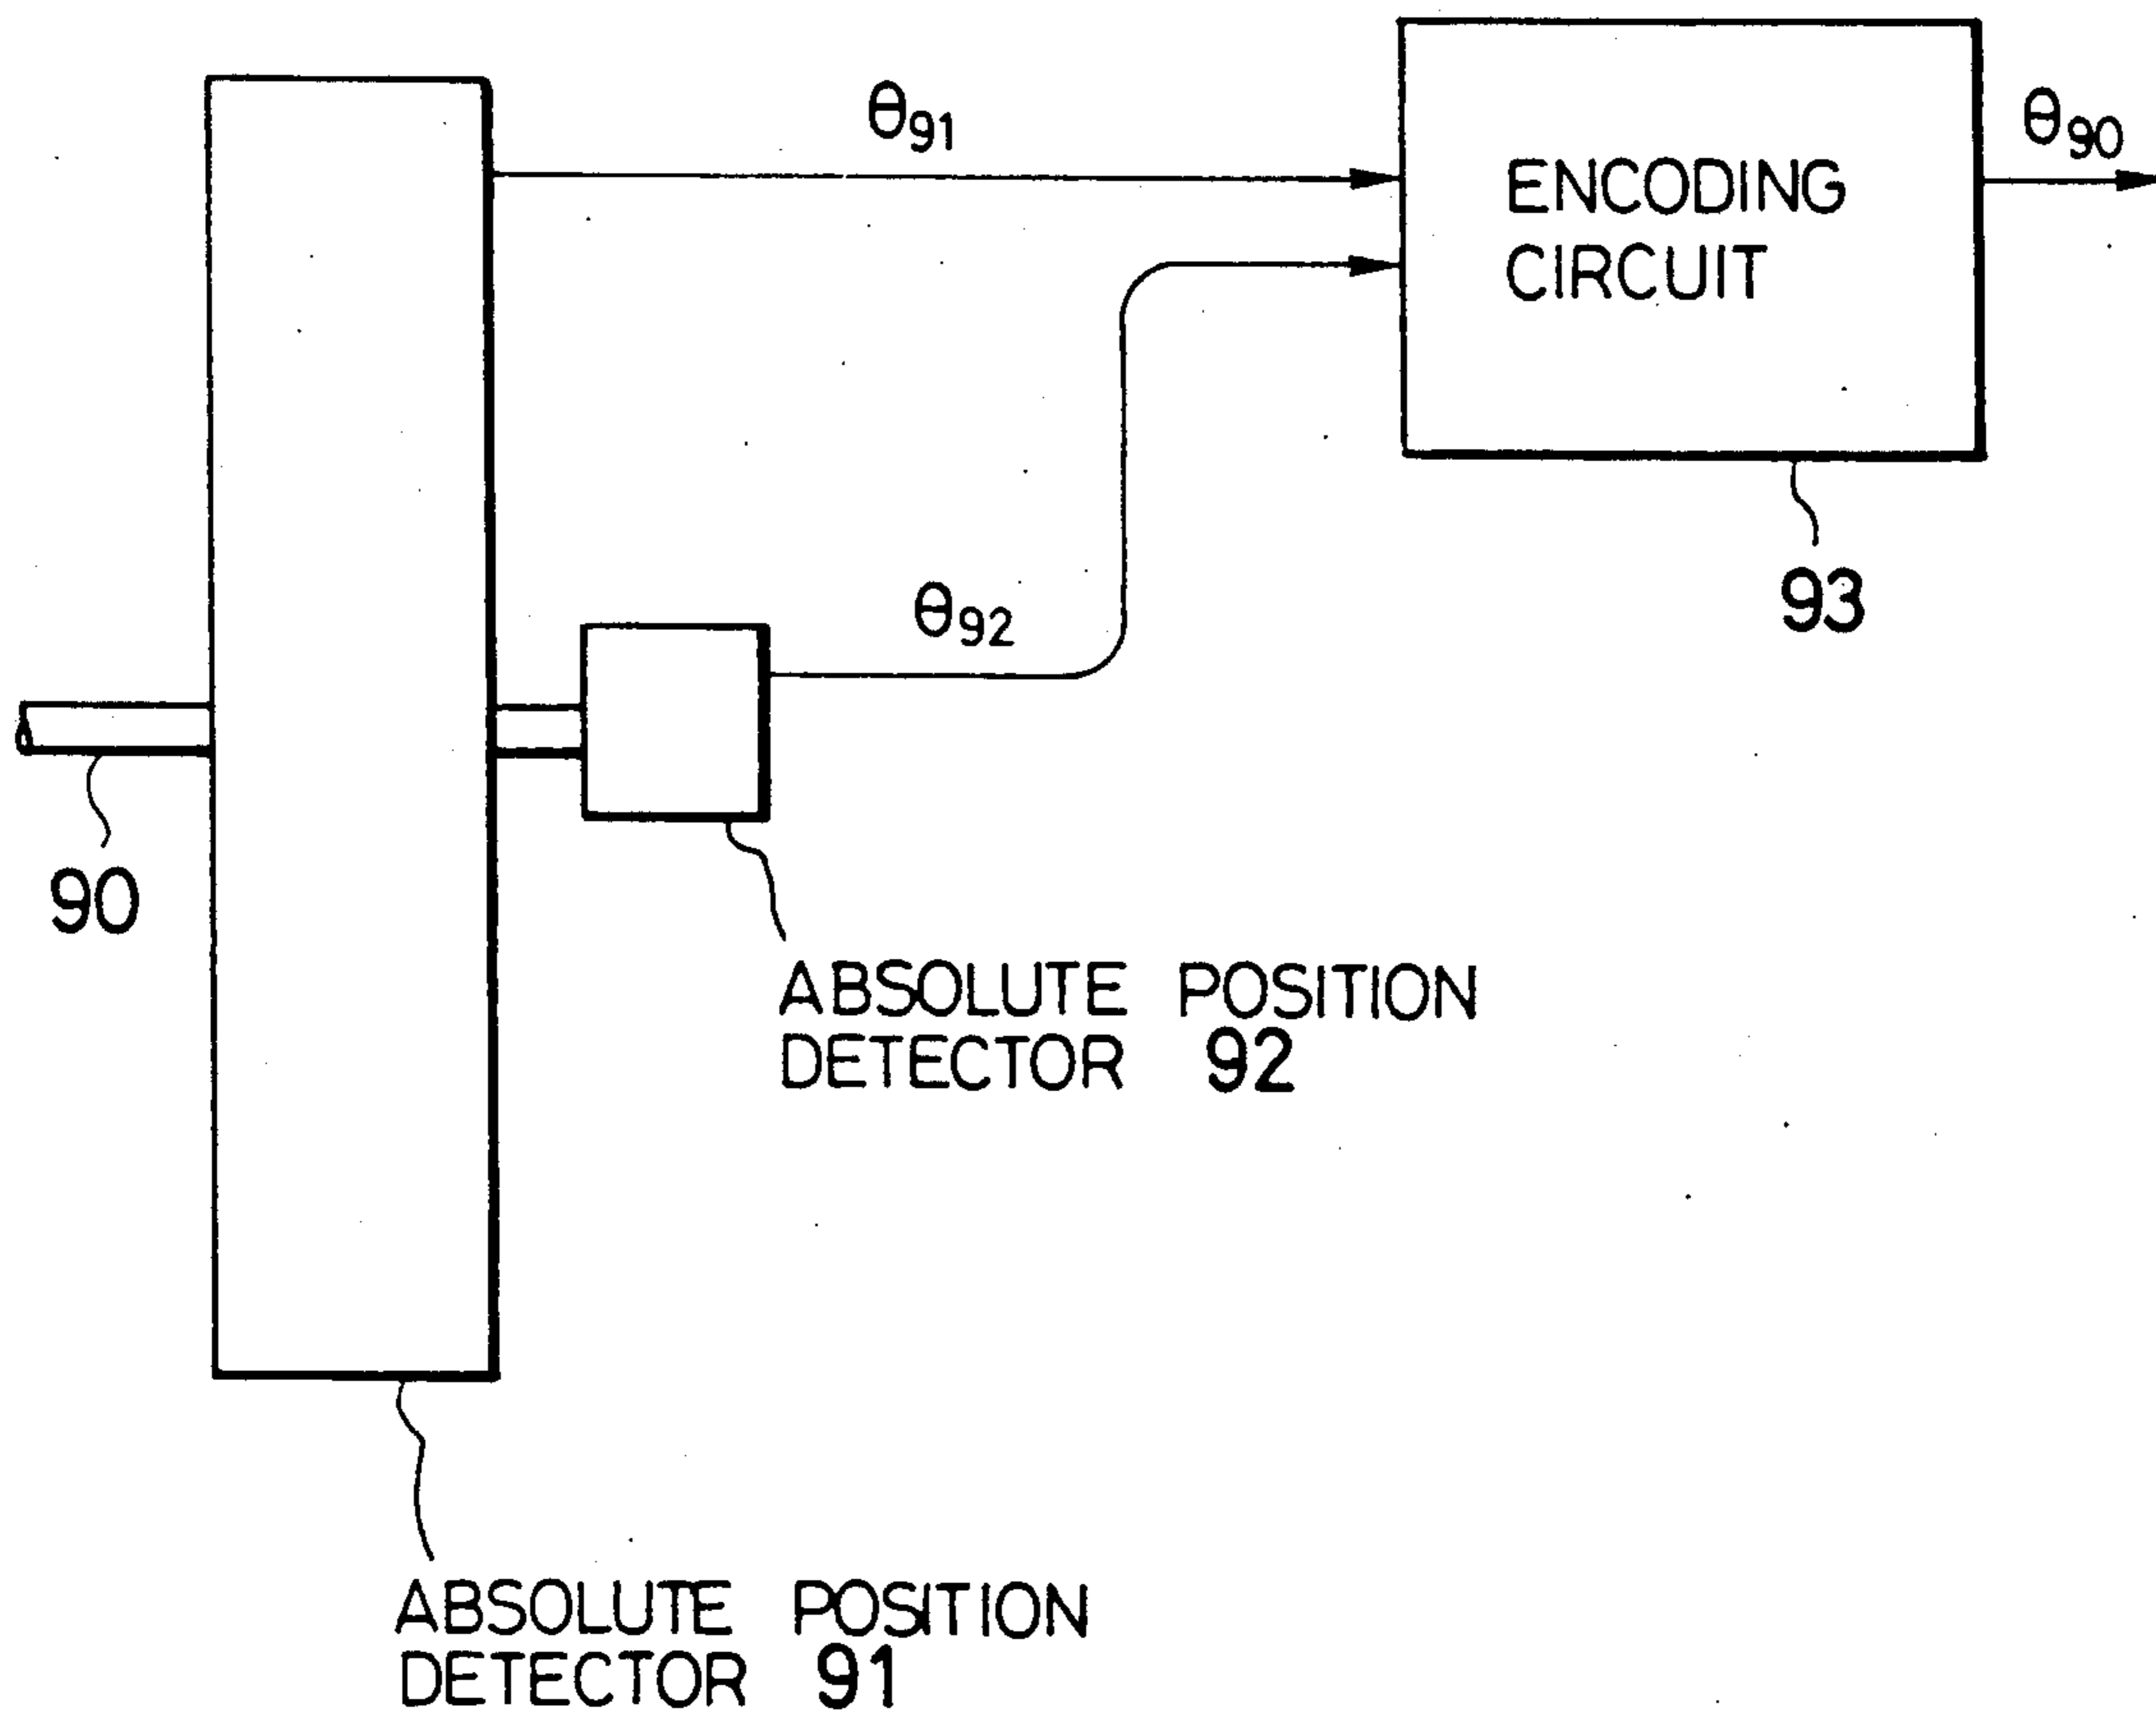 θ91
θ90
ENCODING
CIRCUIT
θ92
93
90
ABSOLUTE POSITION
DETECTOR 92
ABSOLUTE POSITION
DETECTOR 91